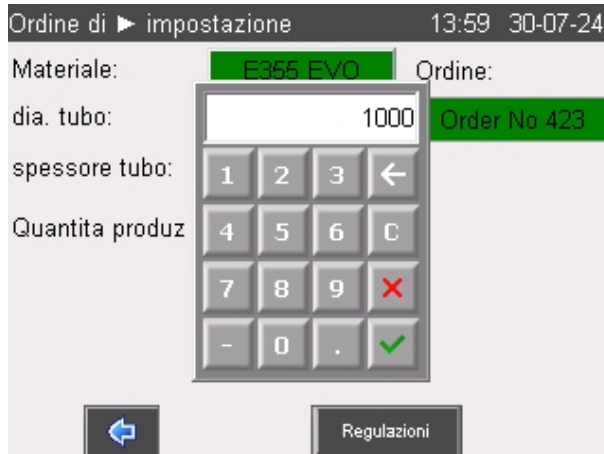 Ordine di ► impostazione 13:59 30-07-24
Materiale: E355 EVO Ordine:
dia. tubo: 1000 Order No 423
spessore tubo:
1 2 3 ←
Quantita produz
4 5 6 C
7 8 9
- 0 .
Regulazioni